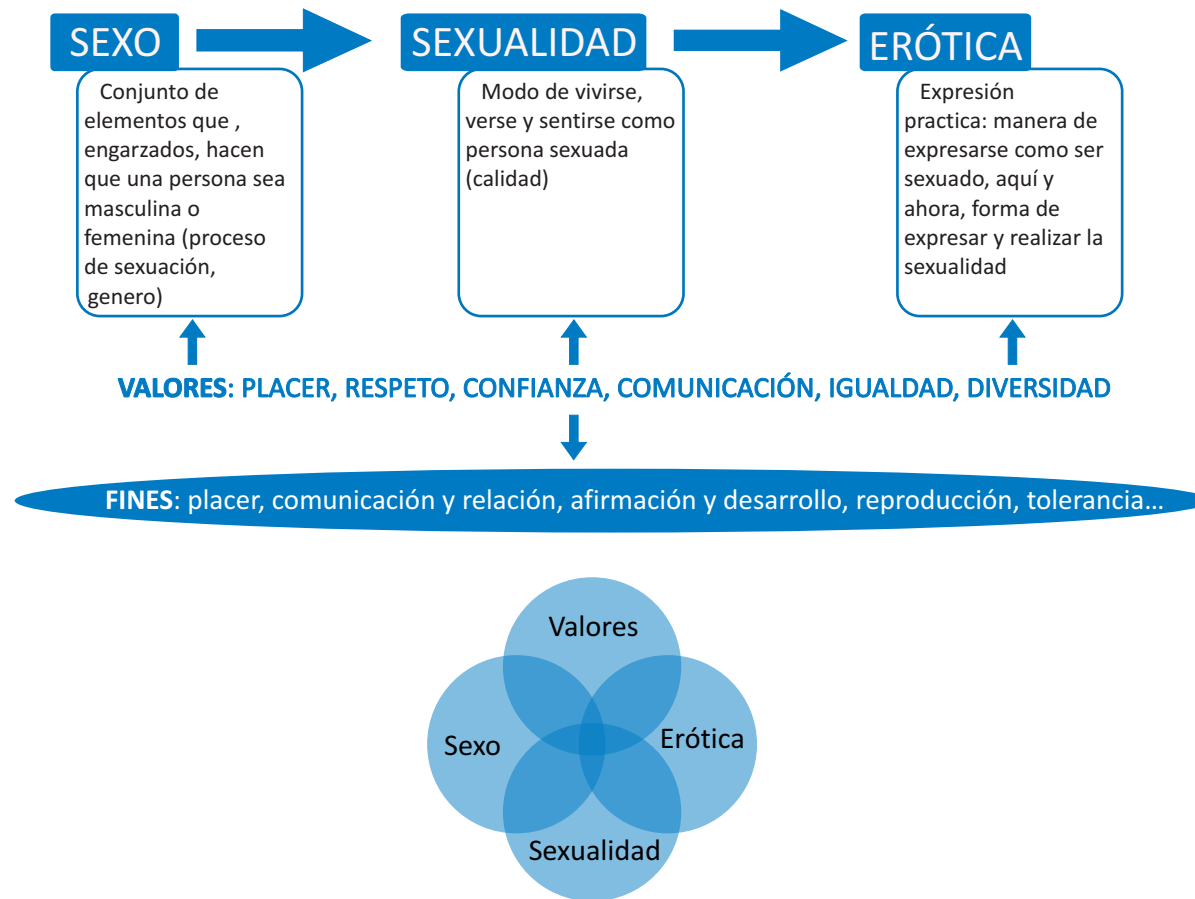 SEXO
SEXUALIDAD
ERÓTICA
Conjunto de
elementos que ,
engarzados, hacen
que una persona sea
masculina o
femenina (proceso
de sexuación,
genero)
Modo de vivirse,
verse y sentirse como
persona sexuada
(calidad)
Expresión
practica: manera de
expresarse como ser
sexuado, aquí y
ahora, forma de
expresar y realizar la
sexualidad
VALORES: PLACER, RESPETO, CONFIANZA, COMUNICACIÓN, IGUALDAD, DIVERSIDAD
FINES: placer, comunicación y relación, afirmación y desarrollo, reproducción, tolerancia...
Valores
Sexo
Erótica
Sexualidad